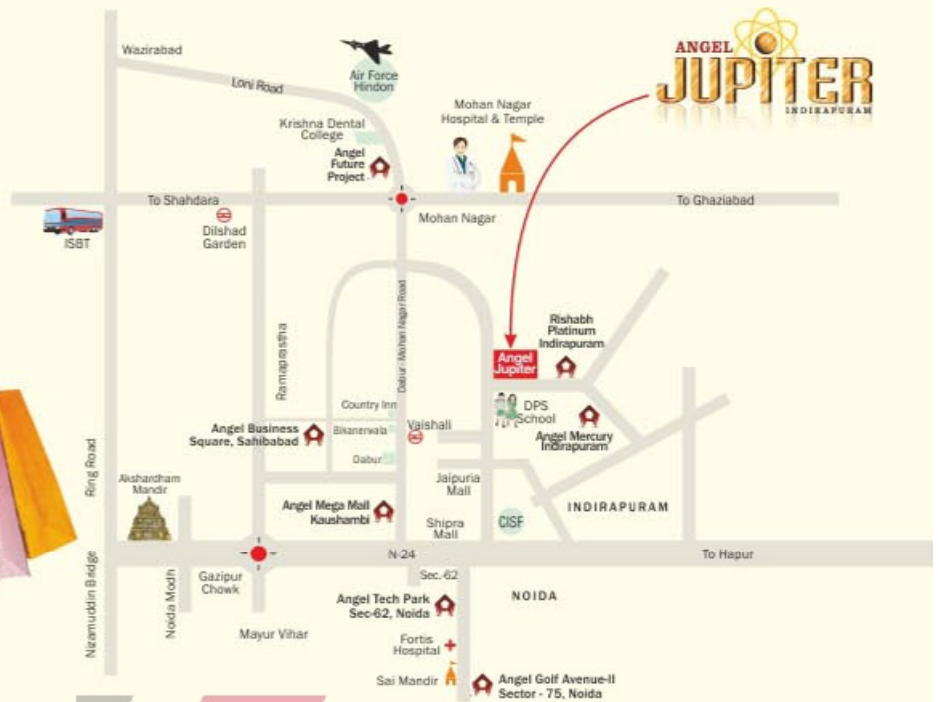 ANGEL
JUPITER
INDIRAPURAM
Wazirabad
Loni Road
Air Force
Hindon
Mohan Nagar
Hospital & Temple
Krishna Dental
College
Angel
Future
Project
To Shahdara
To Ghaziabad
ISBT
Dilshad
Garden
Mohan Nagar
Ramaprastha
Dabur - Mohan Nagar Road
Rishabh
Platinum
Indirapuram
Angel
Jupiter
Country Inn
DPS
School
Angel Business
Square, Sahibabad
Bikanerwala
Vaishali
Angel Mercury
Indirapuram
Dabur
Ring Road
Akshardham
Mandir
Jaipuria
Mall
Angel Mega Mall
Kaushambi
INDIRAPURAM
Shipra
Mall
CISF
N-24
To Hapur
Nizamuddin Bridge
Noida Modh
Gazipur
Chowk
Sec.-62
Angel Tech Park
Sec-62, Noida
NOIDA
Mayur Vihar
Fortis
Hospital
Sai Mandir
Angel Golf Avenue-II
Sector - 75, Noida